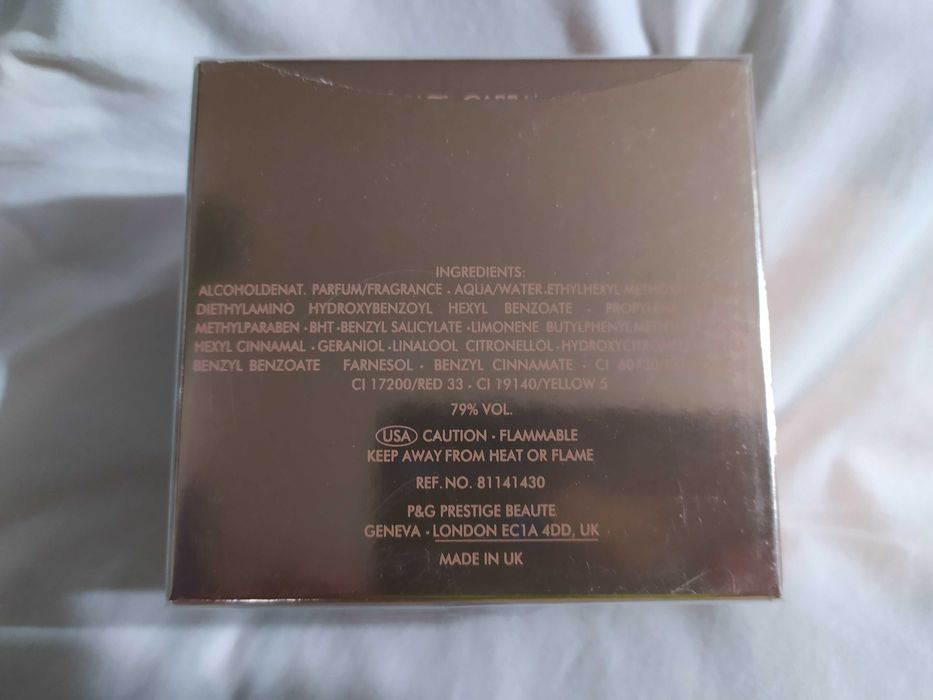 INGREDIENTS:
ALCOHOLDENAT. PARFUM/FRAGRANCE · AQUA/WATER.ETHYLHEXYL
DIETHYLAMINO HYDROXYBENZOYL HEXYL BENZOATE ·
METHYLPARABEN · BHT · BENZYL SALICYLATE · LIMONENE BUTYLPHENYL
HEXYL CINNAMAL · GERANIOL · LINALOOL CITRONELLOL ·
BENZYL BENZOATE FARNESOL · BENZYL CINNAMATE · CI
CI 17200/RED 33 · CI 19140/YELLOW 5
79% VOL.
USA CAUTION · FLAMMABLE
KEEP AWAY FROM HEAT OR FLAME
REF. NO. 81141430
P&G PRESTIGE BEAUTE
GENEVA · LONDON EC1A 4DD, UK
MADE IN UK